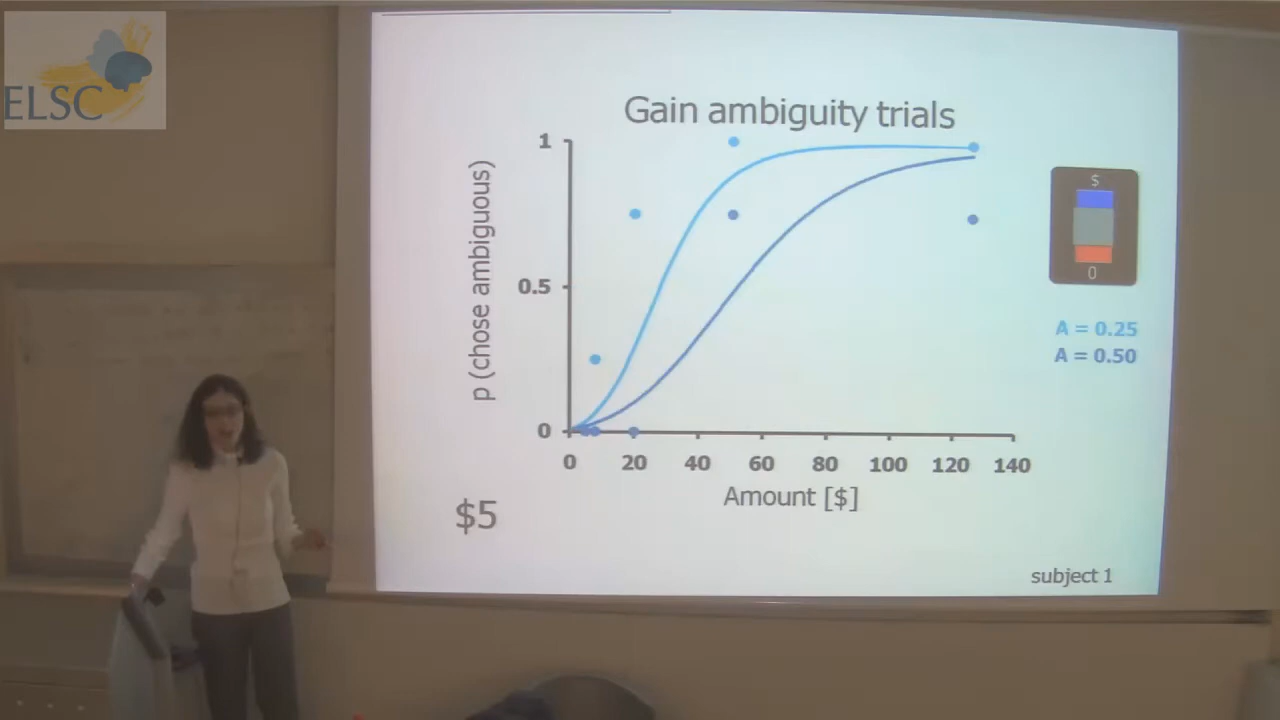 ELSC
Gain ambiguity trials
p (chose ambiguous)
1
0.5
0
0
20
40
60
80
100
120
140
Amount [$]
$
0
A = 0.25
A = 0.50
$5
subject 1